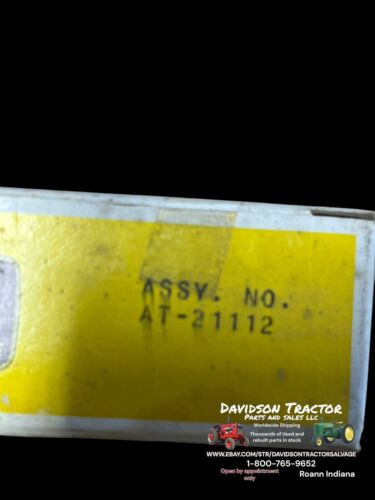 ASSY. NO.
AT-21112
DAVIDSON TRACTOR
PARTS AND SALES LLC
Worldwide Shipping
Thousands of Used and
rebuilt parts in stock
WWW.EBAY.COM/STR/DAVIDSONTRACTORSALVAGE
1-800-765-9652
Open by appointment
only
Roann Indiana